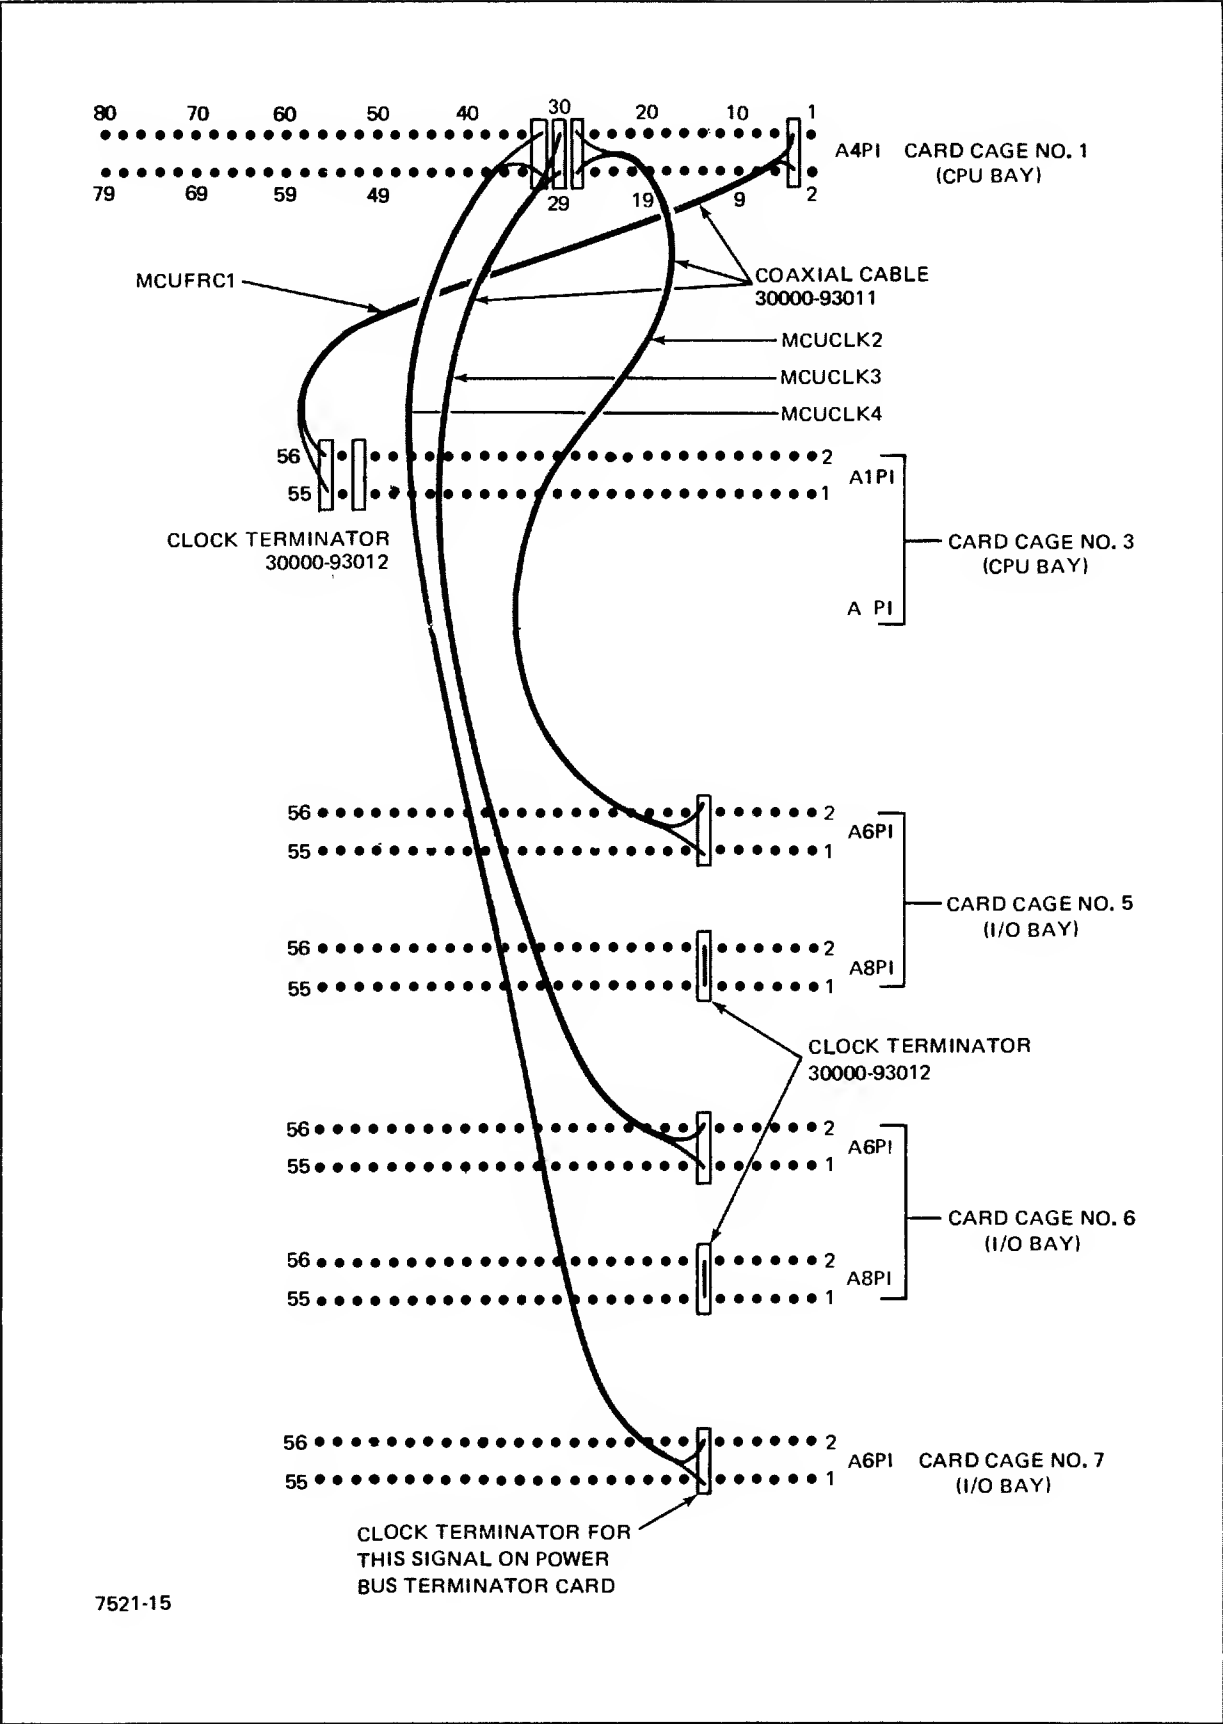 80 70 60 50 40 30 20 10 1
A4PI CARD CAGE NO. 1
(CPU BAY)
79 69 59 49 29 19 9 2
MCUFRC1
COAXIAL CABLE
30000-93011
MCUCLK2
MCUCLK3
MCUCLK4
56 2
A1PI
55 1
CLOCK TERMINATOR
30000-93012
CARD CAGE NO. 3
(CPU BAY)
A PI
56 2
A6PI
55 1
CARD CAGE NO. 5
(I/O BAY)
56 2
A8PI
55 1
CLOCK TERMINATOR
30000-93012
56 2
A6PI
55 1
CARD CAGE NO. 6
(I/O BAY)
56 2
A8PI
55 1
56 2
A6PI CARD CAGE NO. 7
55 1
(I/O BAY)
CLOCK TERMINATOR FOR
THIS SIGNAL ON POWER
BUS TERMINATOR CARD
7521-15